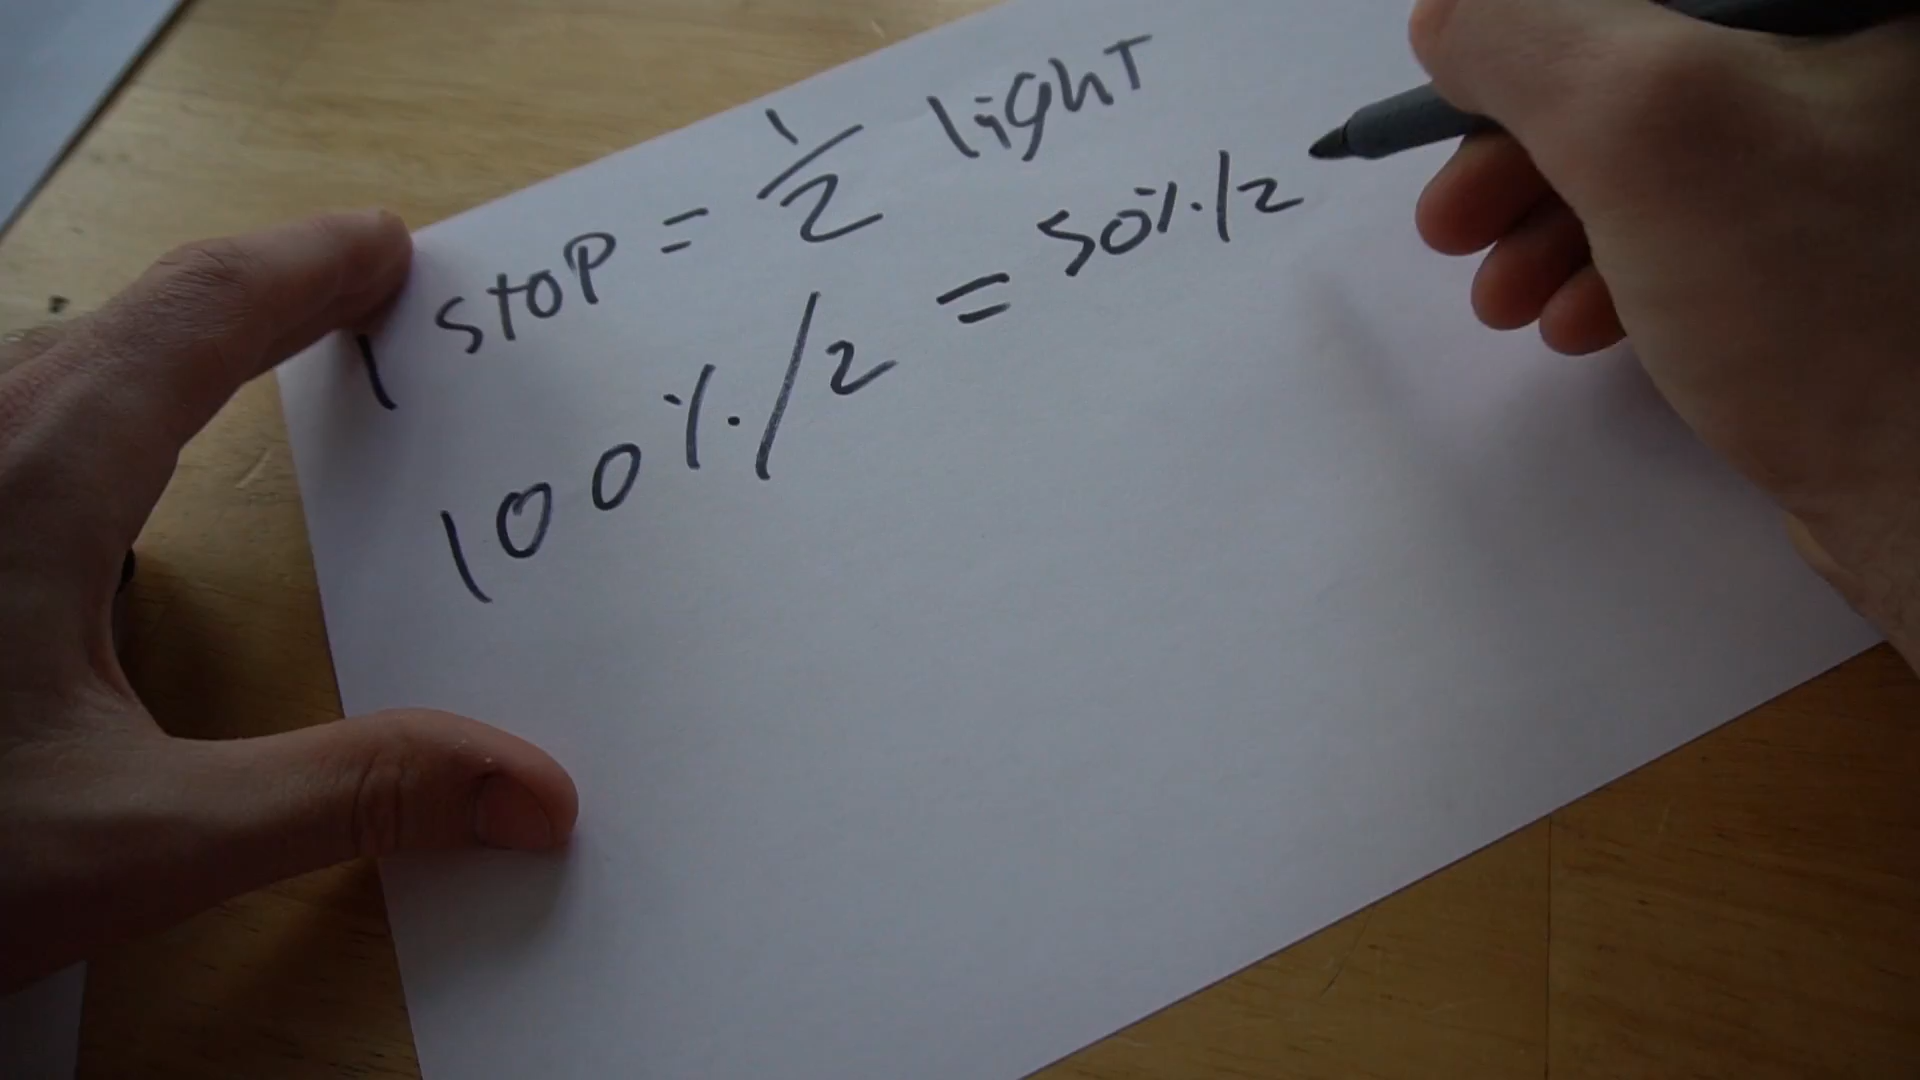 1 stop = 1/2 light
100%/2 = 50%/2